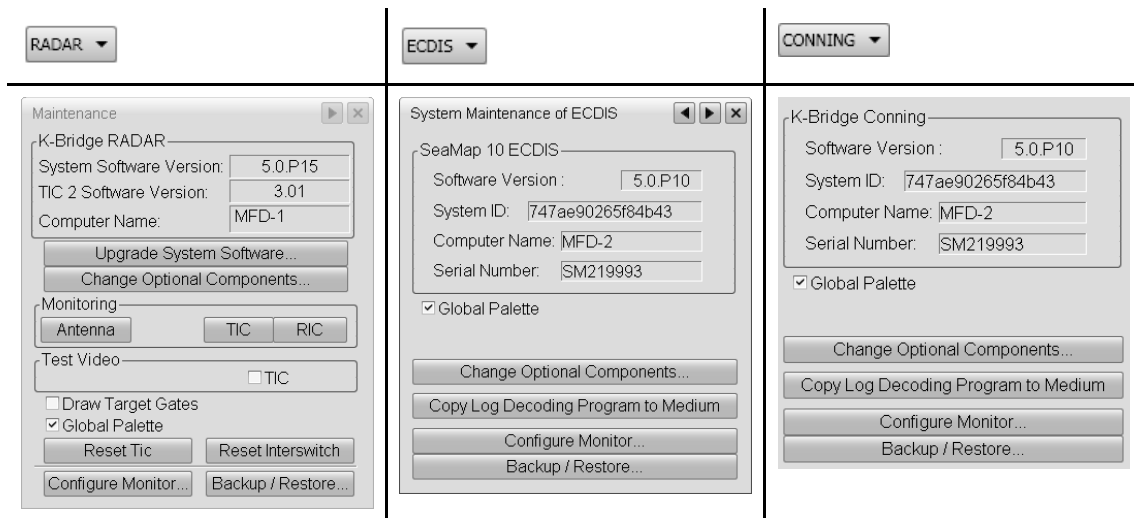 RADAR
ECDIS
CONNING
Maintenance
K-Bridge RADAR
System Software Version: 5.0.P15
TIC 2 Software Version: 3.01
Computer Name: MFD-1
Upgrade System Software...
Change Optional Components...
Monitoring
Antenna TIC RIC
Test Video
TIC
Draw Target Gates
Global Palette
Reset Tic Reset Interswitch
Configure Monitor... Backup / Restore...
System Maintenance of ECDIS
SeaMap 10 ECDIS
Software Version : 5.0.P10
System ID: 747ae90265f84b43
Computer Name: MFD-2
Serial Number: SM219993
Global Palette
Change Optional Components...
Copy Log Decoding Program to Medium
Configure Monitor...
Backup / Restore...
K-Bridge Conning
Software Version : 5.0.P10
System ID: 747ae90265f84b43
Computer Name: MFD-2
Serial Number: SM219993
Global Palette
Change Optional Components...
Copy Log Decoding Program to Medium
Configure Monitor...
Backup / Restore...